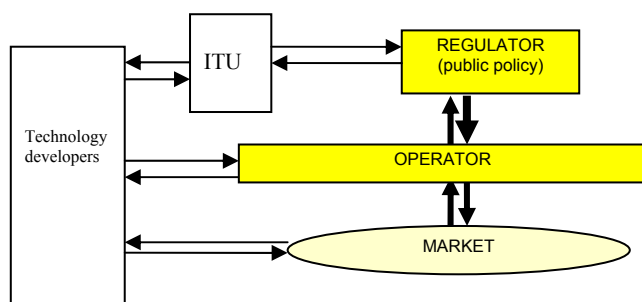 ITU
REGULATOR
(public policy)
Technology
developers
OPERATOR
MARKET